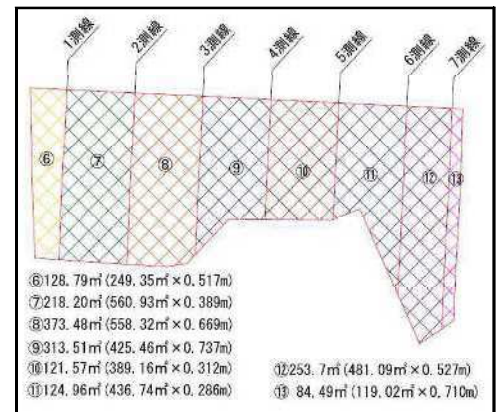 1測線
2測線
3測線
4測線
5測線
6測線
7測線
⑥
⑦
⑧
⑨
⑩
⑪
⑫
⑬
⑥128.79㎥(249.35㎡×0.517m)
⑦218.20㎥(560.93㎡×0.389m)
⑧373.48㎥(558.32㎡×0.669m)
⑨313.51㎥(425.46㎡×0.737m)
⑩121.57㎥(389.16㎡×0.312m)
⑪124.96㎥(436.74㎡×0.286m)
⑫253.7㎥(481.09㎡×0.527m)
⑬ 84.49㎥(119.02㎡×0.710m)